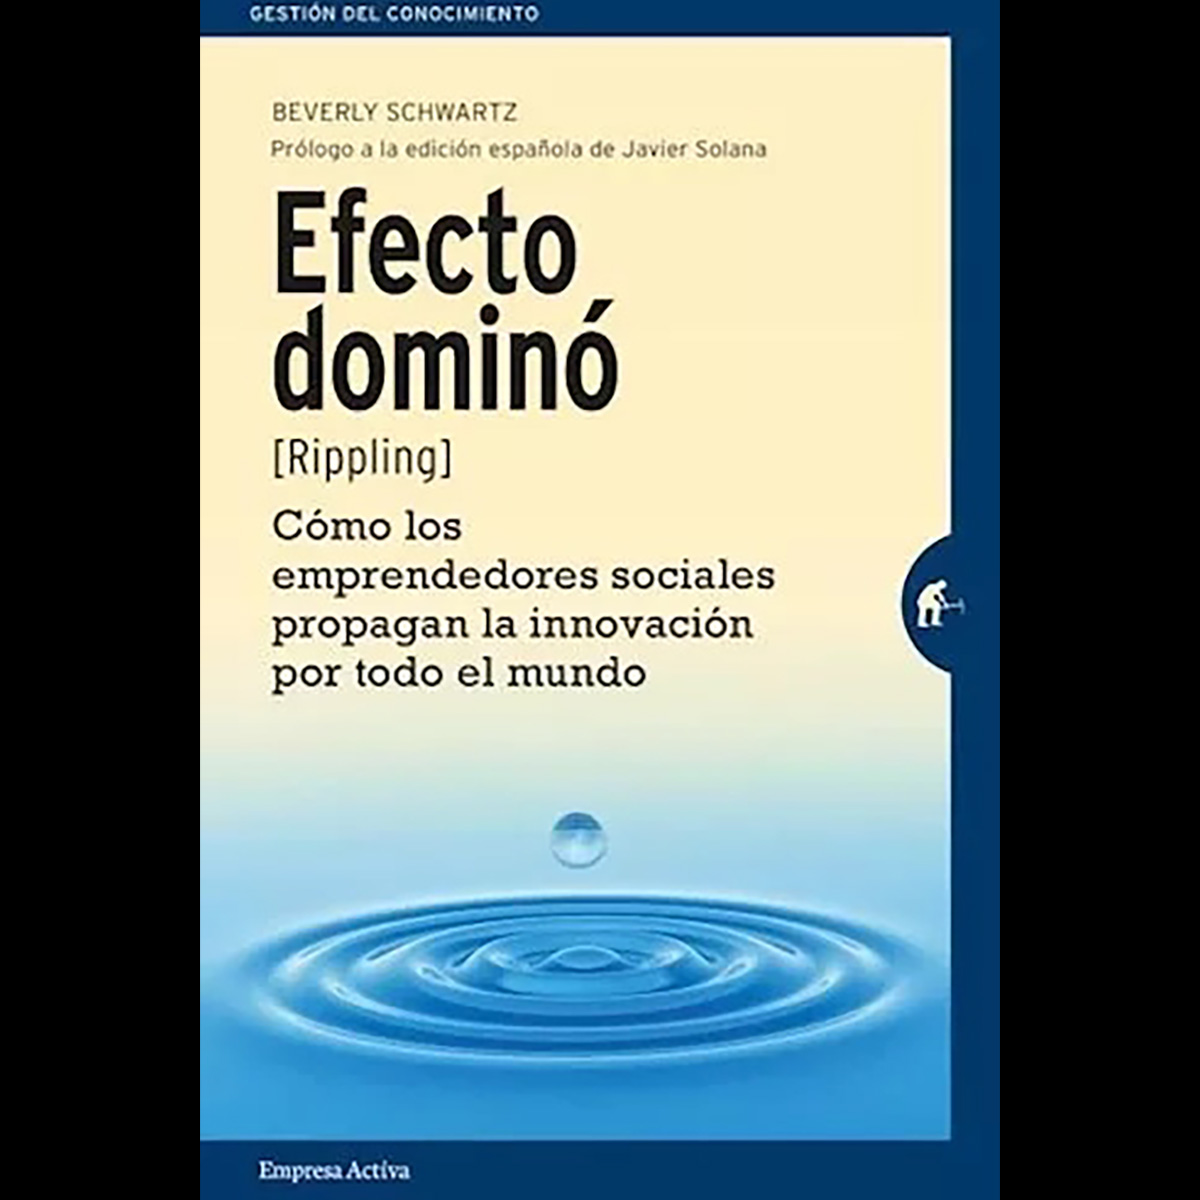 GESTIÓN DEL CONOCIMIENTO
BEVERLY SCHWARTZ
Prólogo a la edición española de Javier Solana
Efecto
dominó
[Rippling]
Cómo los
emprendedores sociales
propagan la innovación
por todo el mundo
Empresa Activa